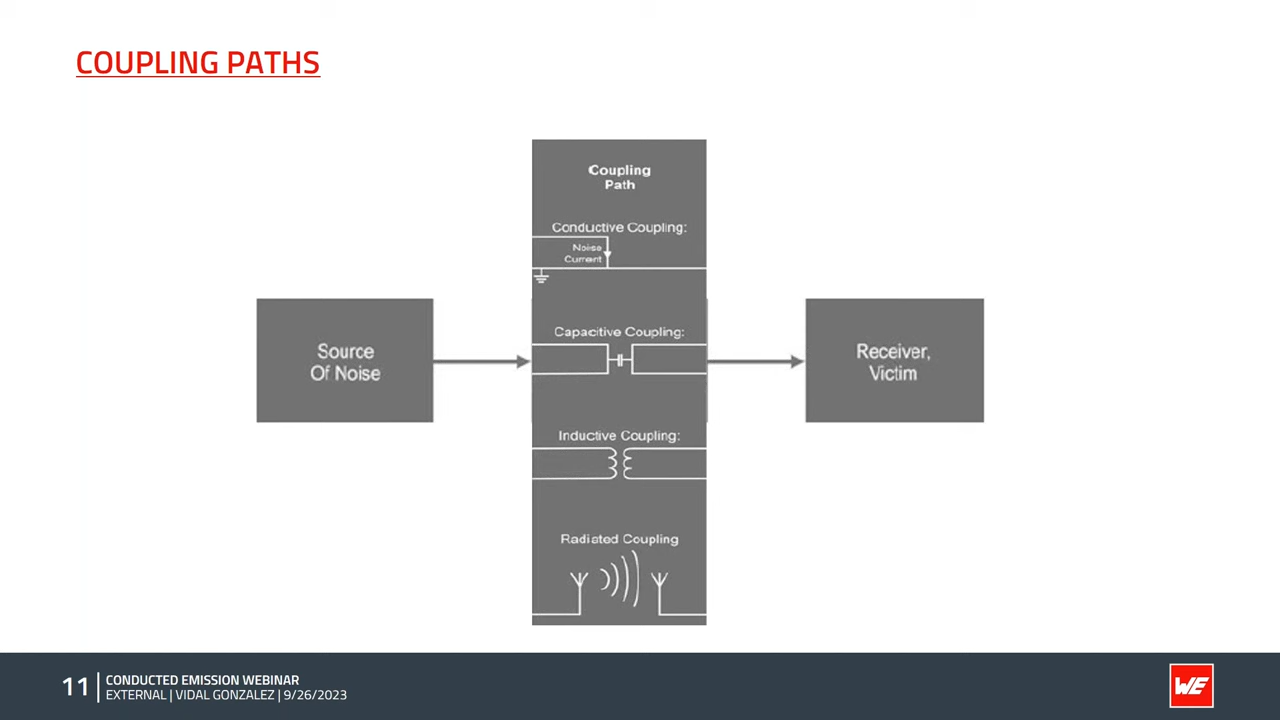 COUPLING PATHS
Coupling
Path
Conductive Coupling:
Noise
Current
Capacitive Coupling:
Source
Of Noise
Receiver,
Victim
Inductive Coupling:
Radiated Coupling
11
CONDUCTED EMISSION WEBINAR
EXTERNAL | VIDAL GONZALEZ | 9/26/2023
WE